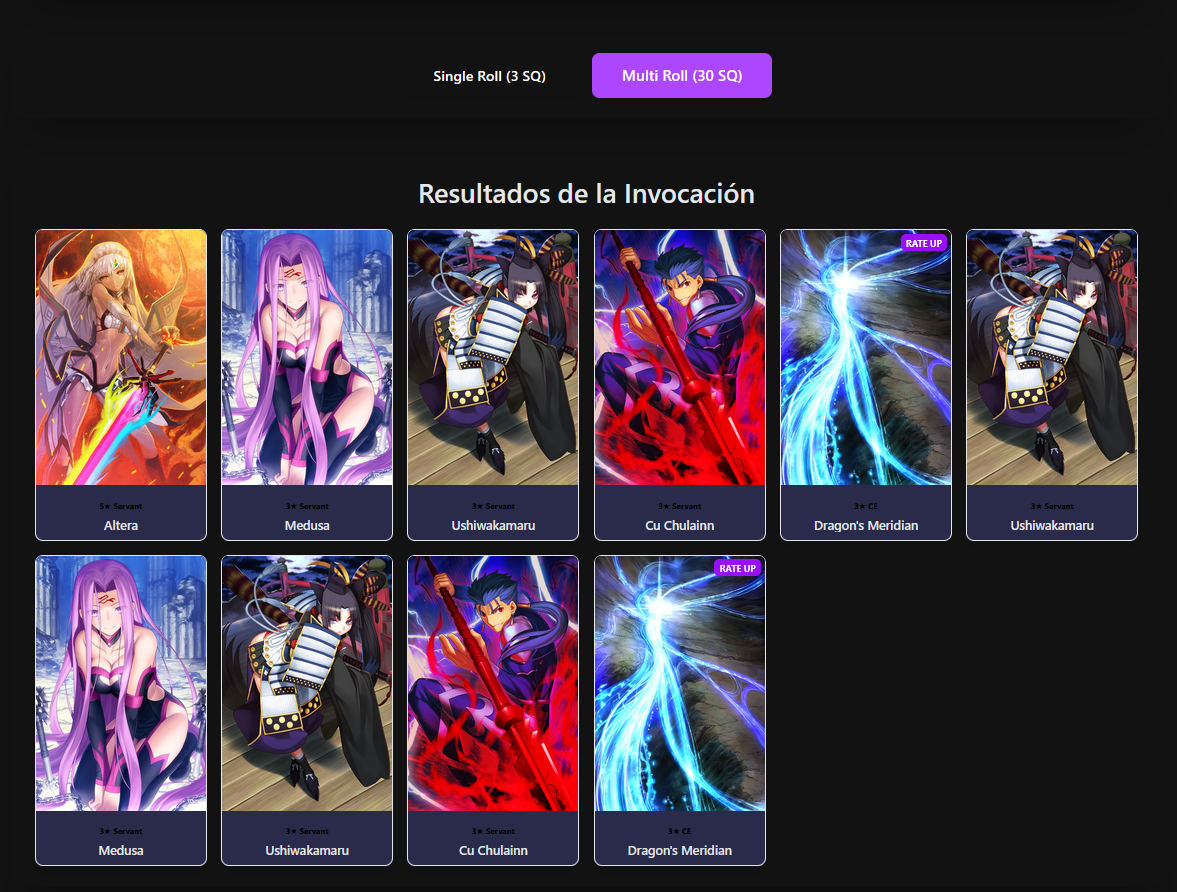 Single Roll (3 SQ)
Multi Roll (30 SQ)
Resultados de la Invocación
5★ Servant
Altera
3★ Servant
Medusa
3★ Servant
Ushiwakamaru
3★ Servant
Cu Chulainn
RATE UP
3★ CE
Dragon's Meridian
3★ Servant
Ushiwakamaru
3★ Servant
Medusa
3★ Servant
Ushiwakamaru
3★ Servant
Cu Chulainn
RATE UP
3★ CE
Dragon's Meridian